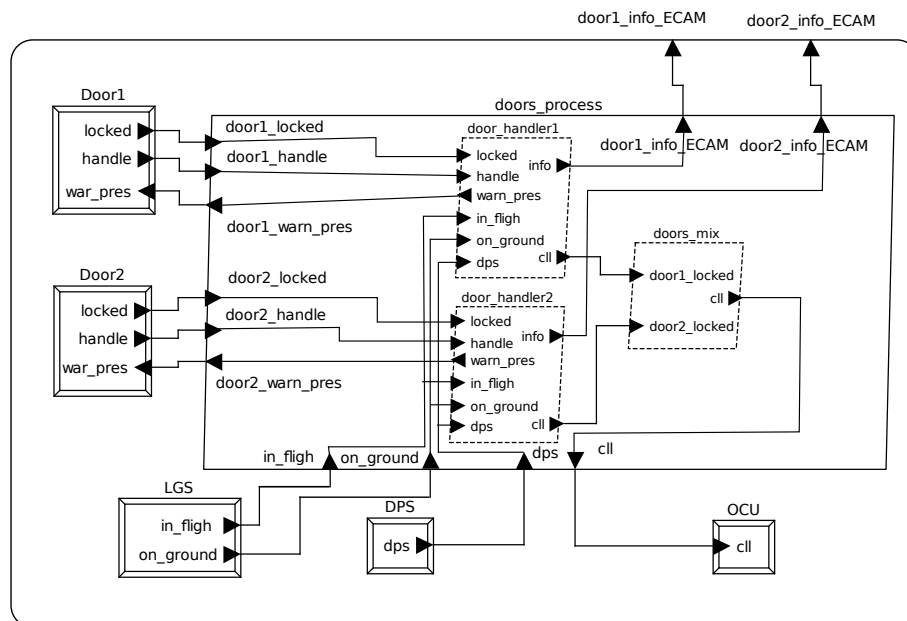 door1_info_ECAM
door2_info_ECAM
Door1
locked
handle
war_pres
doors_process
door1_locked
door1_handle
door1_warn_pres
door_handler1
locked
handle
warn_pres
in_fligh
on_ground
dps
info
cll
door1_info_ECAM
door2_info_ECAM
Door2
locked
handle
war_pres
door2_locked
door2_handle
door2_warn_pres
door_handler2
locked
handle
warn_pres
in_fligh
on_ground
dps
info
cll
doors_mix
door1_locked
door2_locked
cll
in_fligh
on_ground
dps
cll
LGS
in_fligh
on_ground
DPS
dps
OCU
cll